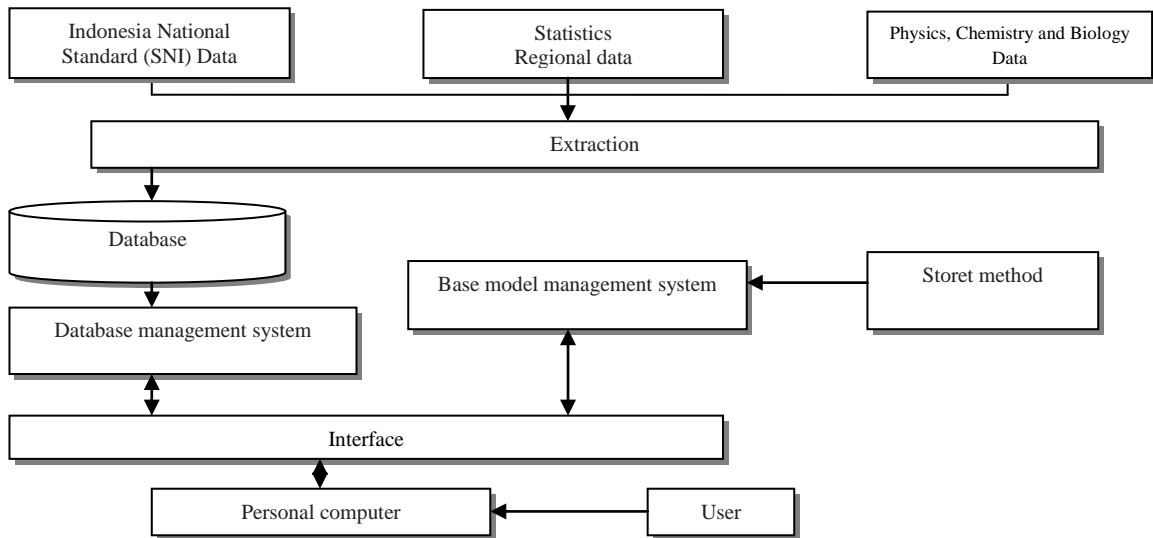 Indonesia National
Standard (SNI) Data
Statistics
Regional data
Physics, Chemistry and Biology
Data
Extraction
Database
Base model management system
Storet method
Database management system
Interface
Personal computer
User